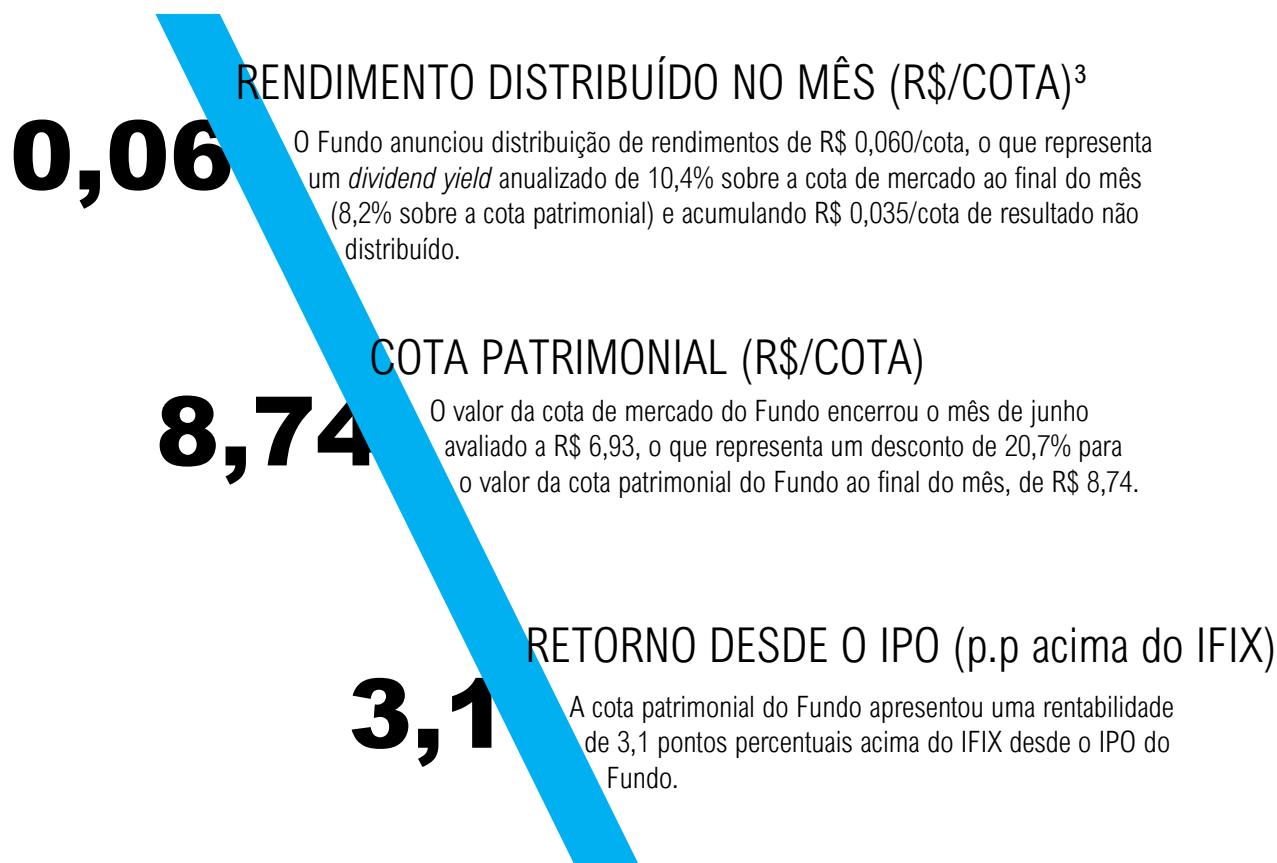 RENDIMENTO DISTRIBUÍDO NO MÊS (R$/COTA)³
0,06
O Fundo anunciou distribuição de rendimentos de R$ 0,060/cota, o que representa
um dividend yield anualizado de 10,4% sobre a cota de mercado ao final do mês
(8,2% sobre a cota patrimonial) e acumulando R$ 0,035/cota de resultado não
distribuído.
COTA PATRIMONIAL (R$/COTA)
8,74
O valor da cota de mercado do Fundo encerrou o mês de junho
avaliado a R$ 6,93, o que representa um desconto de 20,7% para
o valor da cota patrimonial do Fundo ao final do mês, de R$ 8,74.
RETORNO DESDE O IPO (p.p acima do IFIX)
3,1
A cota patrimonial do Fundo apresentou uma rentabilidade
de 3,1 pontos percentuais acima do IFIX desde o IPO do
Fundo.